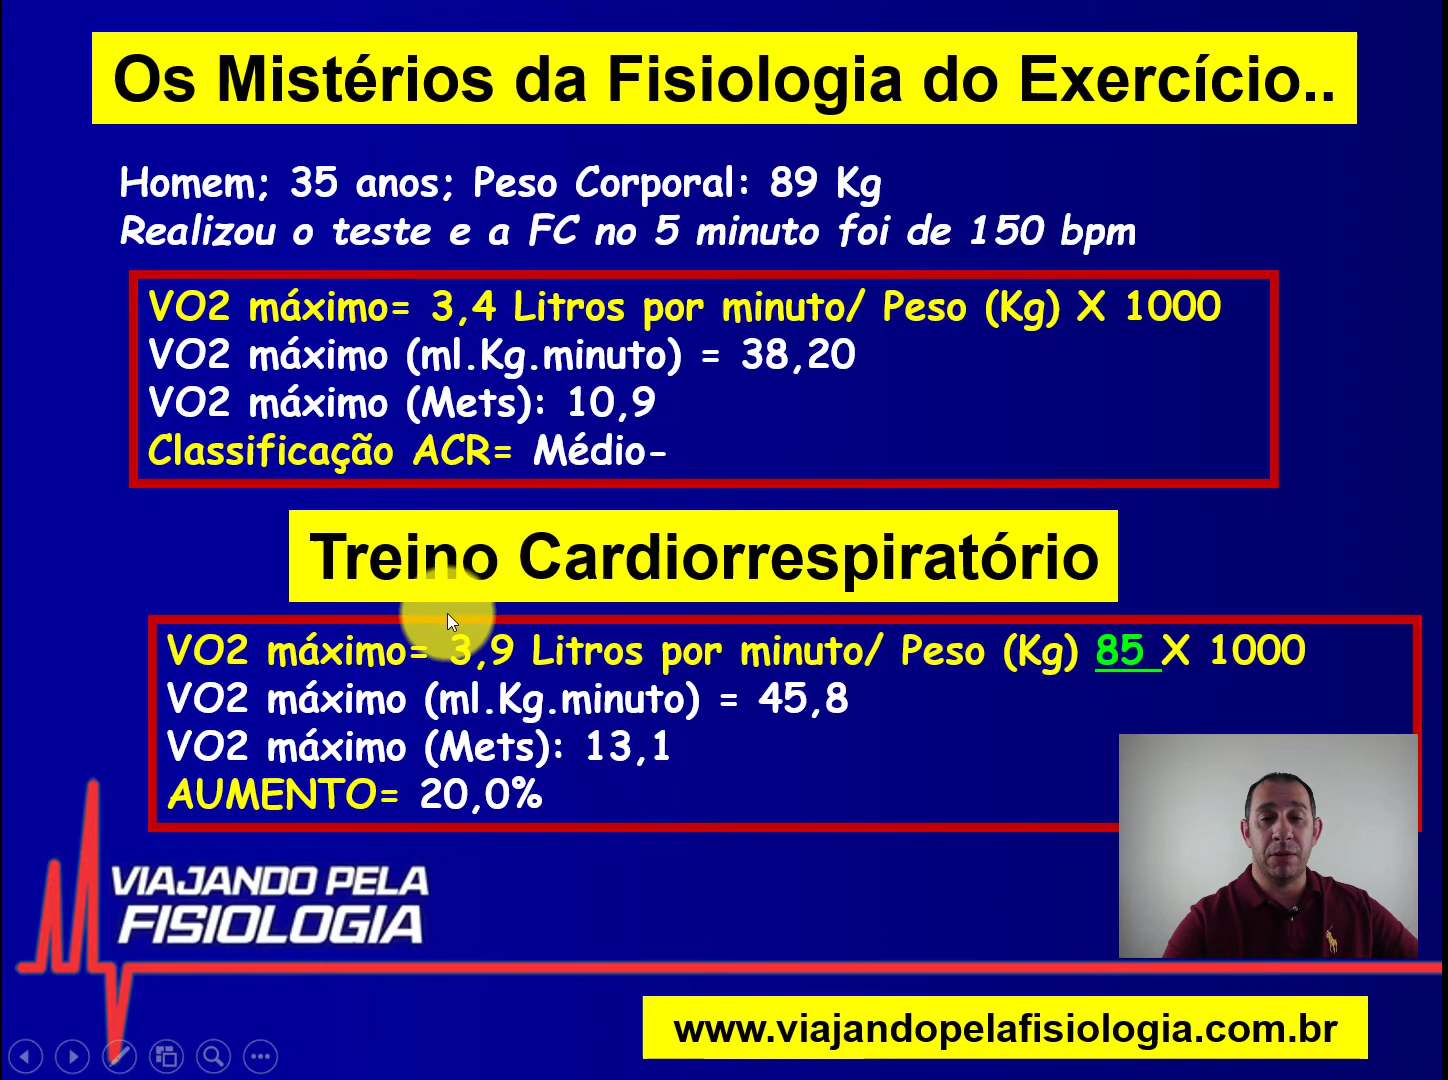 Os Mistérios da Fisiologia do Exercício..
Homem; 35 anos; Peso Corporal: 89 Kg
Realizou o teste e a FC no 5 minuto foi de 150 bpm
VO2 máximo= 3,4 Litros por minuto/ Peso (Kg) X 1000
VO2 máximo (ml.Kg.minuto) = 38,20
VO2 máximo (Mets): 10,9
Classificação ACR= Médio-
Treino Cardiorrespiratório
VO2 máximo= 3,9 Litros por minuto/ Peso (Kg) 85 X 1000
VO2 máximo (ml.Kg.minuto) = 45,8
VO2 máximo (Mets): 13,1
AUMENTO= 20,0%
VIAJANDO PELA
FISIOLOGIA
www.viajandopelafisiologia.com.br